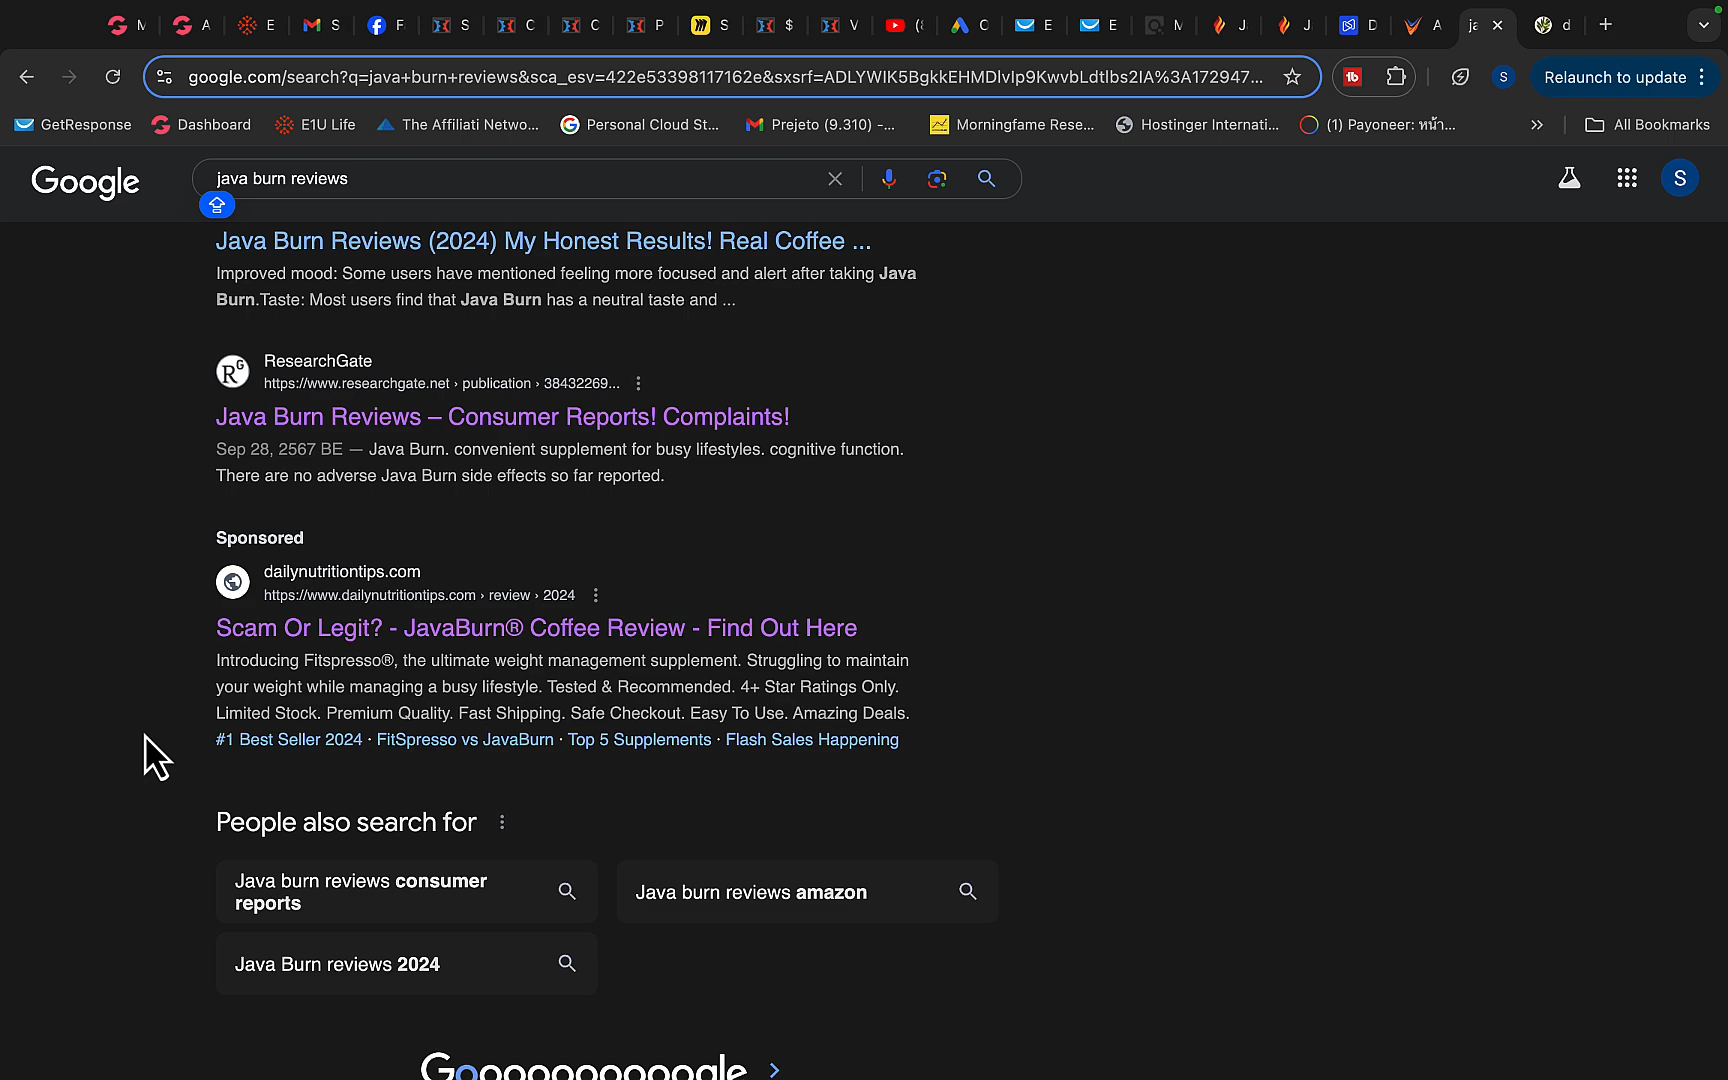 M
A
E
S
F
S
C
C
P
S
$
V
(8
C
E
E
M
J
J
D
A
ja
d
google.com/search?q=java+burn+reviews&sca_esv=422e53398117162e&sxsrf=ADLYWIK5BgkkEHMDIvIp9KwvbLdtIbs2IA%3A172947...
S
Relaunch to update
GetResponse
Dashboard
E1U Life
The Affiliati Netwo...
Personal Cloud St...
Prejeto (9.310) -...
Morningfame Rese...
Hostinger Internati...
(1) Payoneer: หน้า...
All Bookmarks
Google
java burn reviews
S
Java Burn Reviews (2024) My Honest Results! Real Coffee ...
Improved mood: Some users have mentioned feeling more focused and alert after taking Java
Burn.Taste: Most users find that Java Burn has a neutral taste and ...
ResearchGate
https://www.researchgate.net › publication › 38432269...
Java Burn Reviews – Consumer Reports! Complaints!
Sep 28, 2567 BE — Java Burn. convenient supplement for busy lifestyles. cognitive function.
There are no adverse Java Burn side effects so far reported.
Sponsored
dailynutritiontips.com
https://www.dailynutritiontips.com › review › 2024
Scam Or Legit? - JavaBurn® Coffee Review - Find Out Here
Introducing Fitspresso®, the ultimate weight management supplement. Struggling to maintain
your weight while managing a busy lifestyle. Tested & Recommended. 4+ Star Ratings Only.
Limited Stock. Premium Quality. Fast Shipping. Safe Checkout. Easy To Use. Amazing Deals.
#1 Best Seller 2024 · FitSpresso vs JavaBurn · Top 5 Supplements · Flash Sales Happening
People also search for
Java burn reviews consumer
reports
Java burn reviews amazon
Java Burn reviews 2024
Goooooooooogle